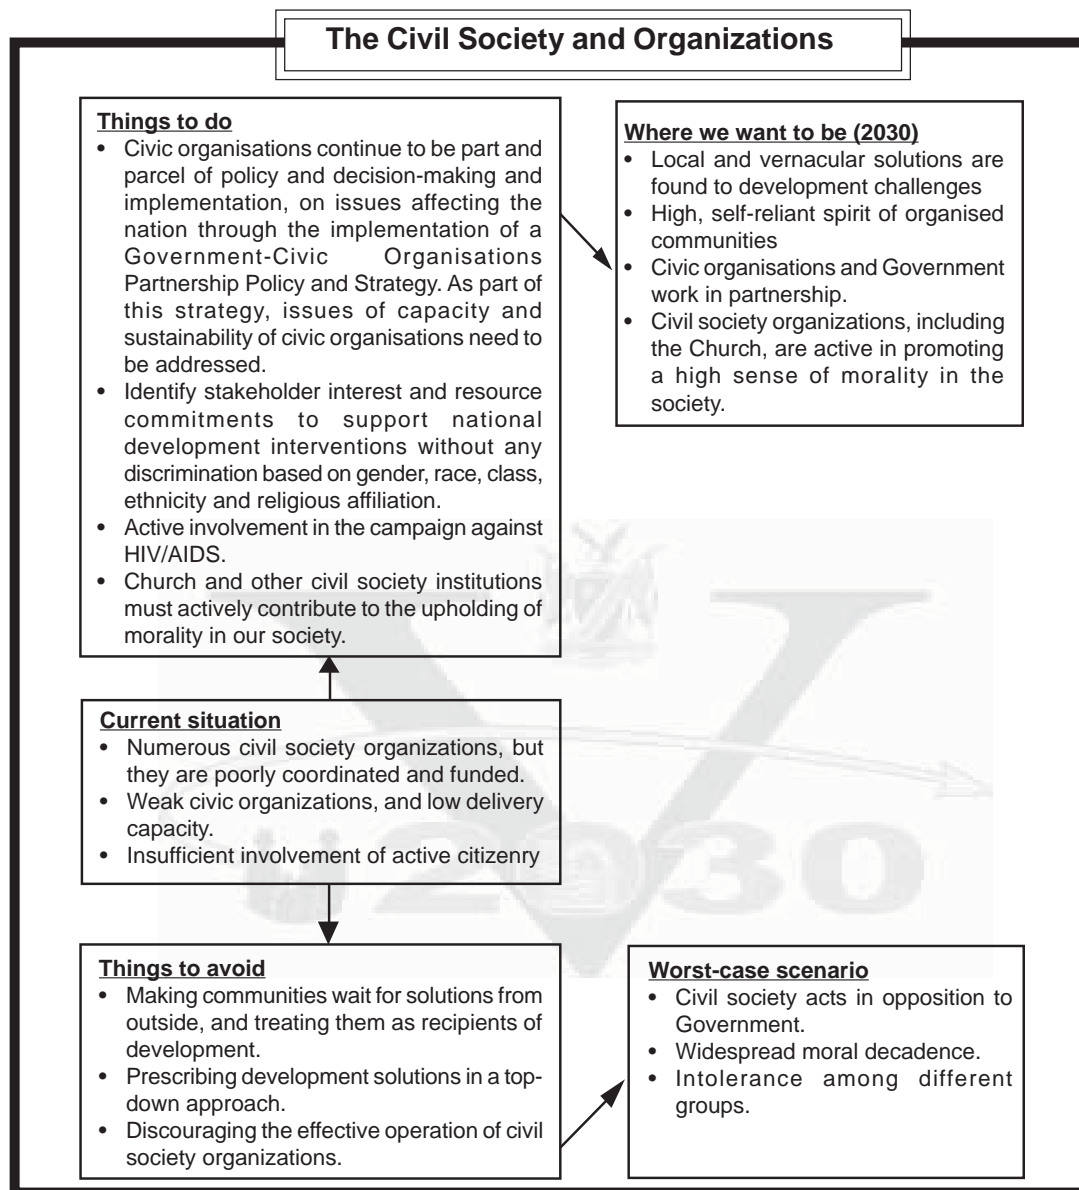 The Civil Society and Organizations
Things to do
• Civic organisations continue to be part and
parcel of policy and decision-making and
implementation, on issues affecting the
nation through the implementation of a
Government-Civic Organisations
Partnership Policy and Strategy. As part of
this strategy, issues of capacity and
sustainability of civic organisations need to
be addressed.
• Identify stakeholder interest and resource
commitments to support national
development interventions without any
discrimination based on gender, race, class,
ethnicity and religious affiliation.
• Active involvement in the campaign against
HIV/AIDS.
• Church and other civil society institutions
must actively contribute to the upholding of
morality in our society.
Where we want to be (2030)
• Local and vernacular solutions are
found to development challenges
• High, self-reliant spirit of organised
communities
• Civic organisations and Government
work in partnership.
• Civil society organizations, including
the Church, are active in promoting
a high sense of morality in the
society.
Current situation
• Numerous civil society organizations, but
they are poorly coordinated and funded.
• Weak civic organizations, and low delivery
capacity.
• Insufficient involvement of active citizenry
V
2030
Things to avoid
• Making communities wait for solutions from
outside, and treating them as recipients of
development.
• Prescribing development solutions in a top-
down approach.
• Discouraging the effective operation of civil
society organizations.
Worst-case scenario
• Civil society acts in opposition to
Government.
• Widespread moral decadence.
• Intolerance among different
groups.